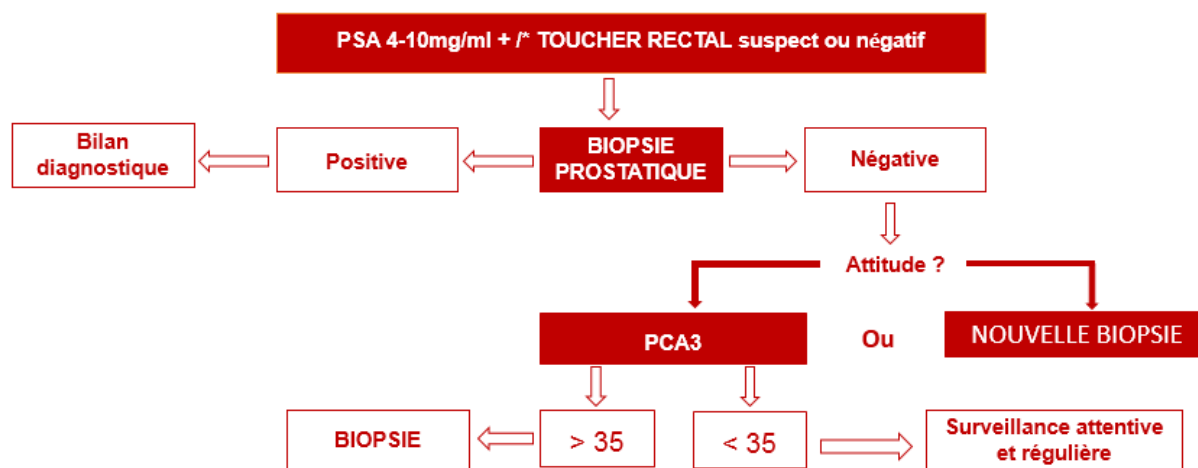 PSA 4-10mg/ml + /* TOUCHER RECTAL suspect ou négatif
Bilan
diagnostique
Positive
BIOPSIE
PROSTATIQUE
Négative
Attitude ?
PCA3
Ou
NOUVELLE BIOPSIE
BIOPSIE
> 35
< 35
Surveillance attentive
et régulière